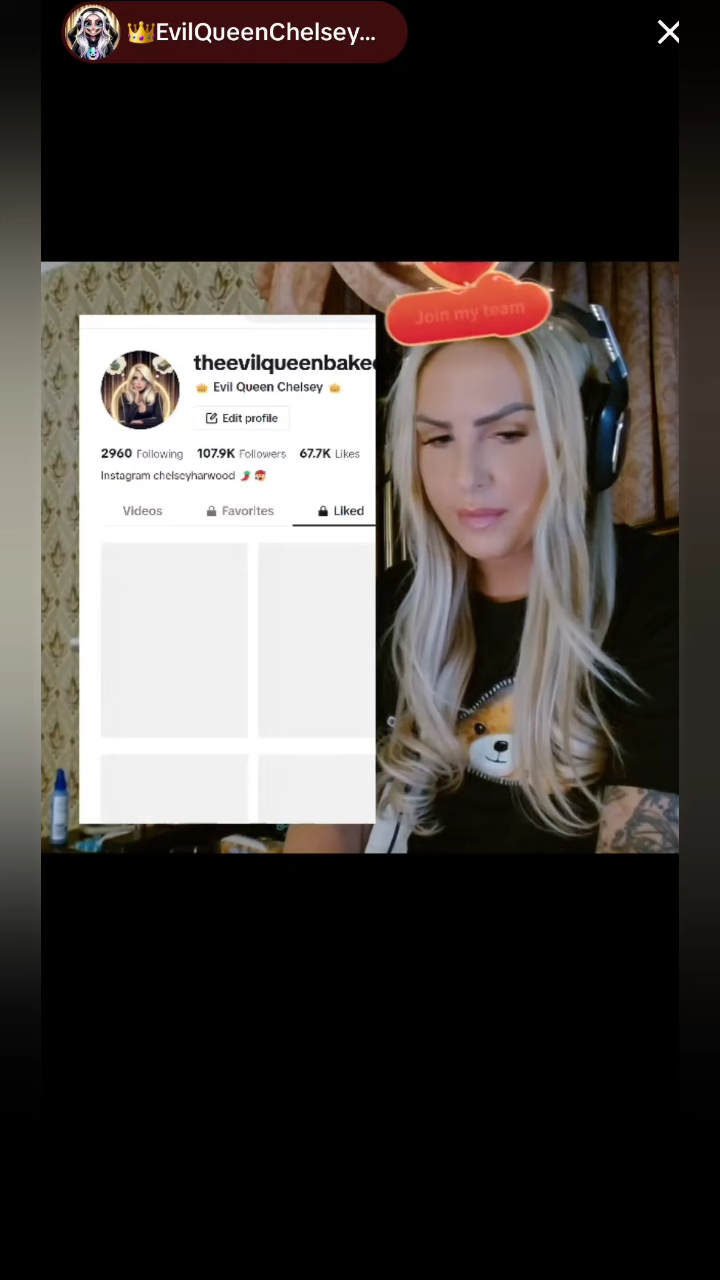 👑EvilQueenChelsey...
Join my team
theevilqueenbake
👑 Evil Queen Chelsey 👑
Edit profile
2960 Following 107.9K Followers 67.7K Likes
Instagram chelseyharwood 🌶️
Videos Favorites Liked